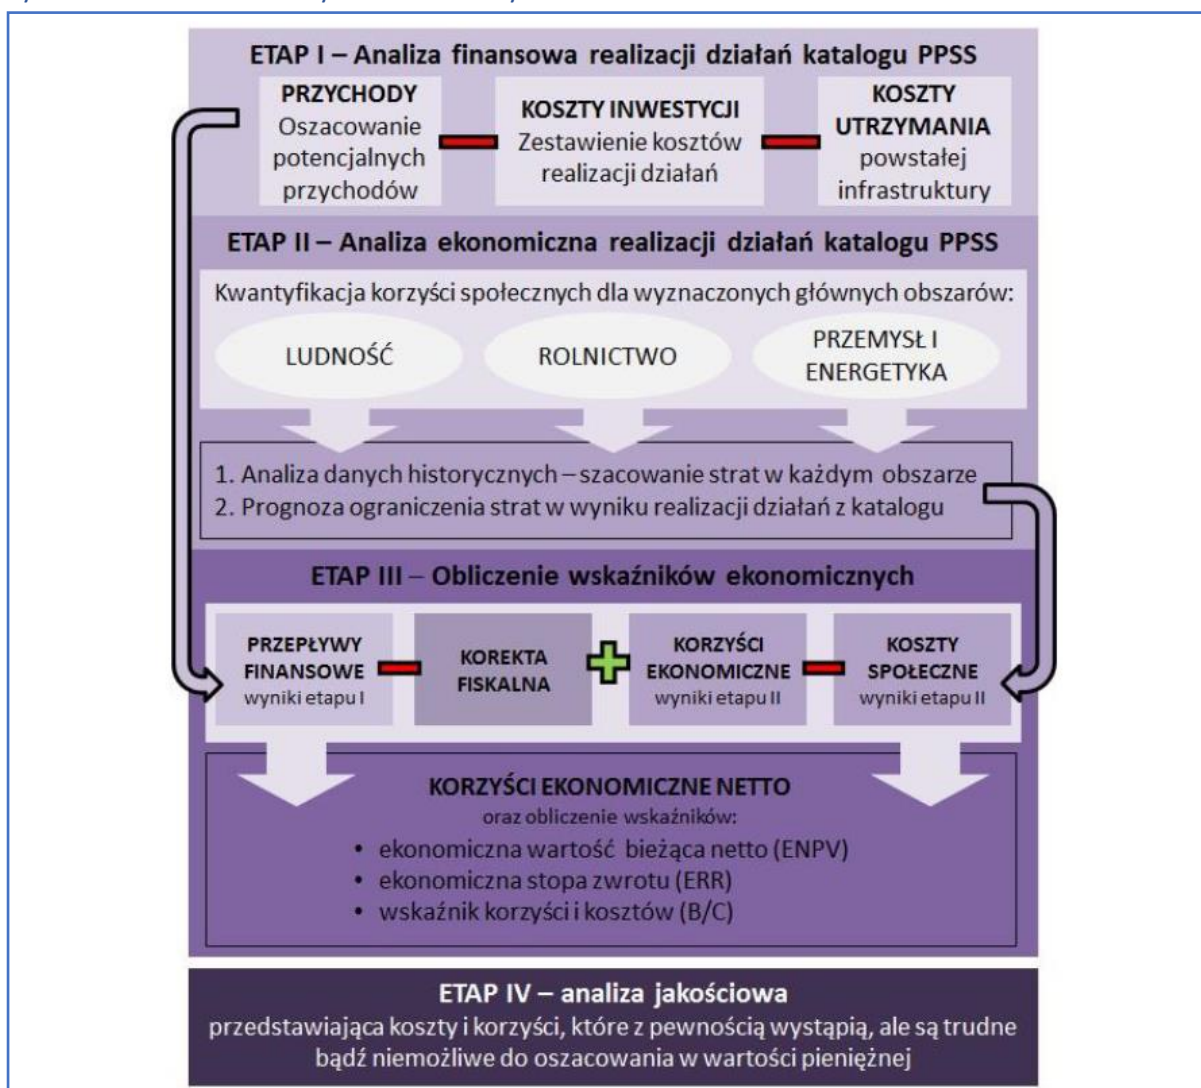 ETAP I – Analiza finansowa realizacji działań katalogu PPSS
PRZYCHODY
Oszacowanie
potencjalnych
przychodów
KOSZTY INWESTYCJI
Zestawienie kosztów
realizacji działań
KOSZTY
UTRZYMANIA
powstałej
infrastruktury
ETAP II – Analiza ekonomiczna realizacji działań katalogu PPSS
Kwantyfikacja korzyści społecznych dla wyznaczonych głównych obszarów:
LUDNOŚĆ
ROLNICTWO
PRZEMYSŁ I
ENERGETYKA
1. Analiza danych historycznych – szacowanie strat w każdym obszarze
2. Prognoza ograniczenia strat w wyniku realizacji działań z katalogu
ETAP III – Obliczenie wskaźników ekonomicznych
PRZEPŁYWY
FINANSOWE
wyniki etapu I
KOREKTA
FISKALNA
KORZYŚCI
EKONOMICZNE
wyniki etapu II
KOSZTY
SPOŁECZNE
wyniki etapu II
KORZYŚCI EKONOMICZNE NETTO
oraz obliczenie wskaźników:
• ekonomiczna wartość bieżąca netto (ENPV)
• ekonomiczna stopa zwrotu (ERR)
• wskaźnik korzyści i kosztów (B/C)
ETAP IV – analiza jakościowa
przedstawiająca koszty i korzyści, które z pewnością wystąpią, ale są trudne
bądź niemożliwe do oszacowania w wartości pieniężnej